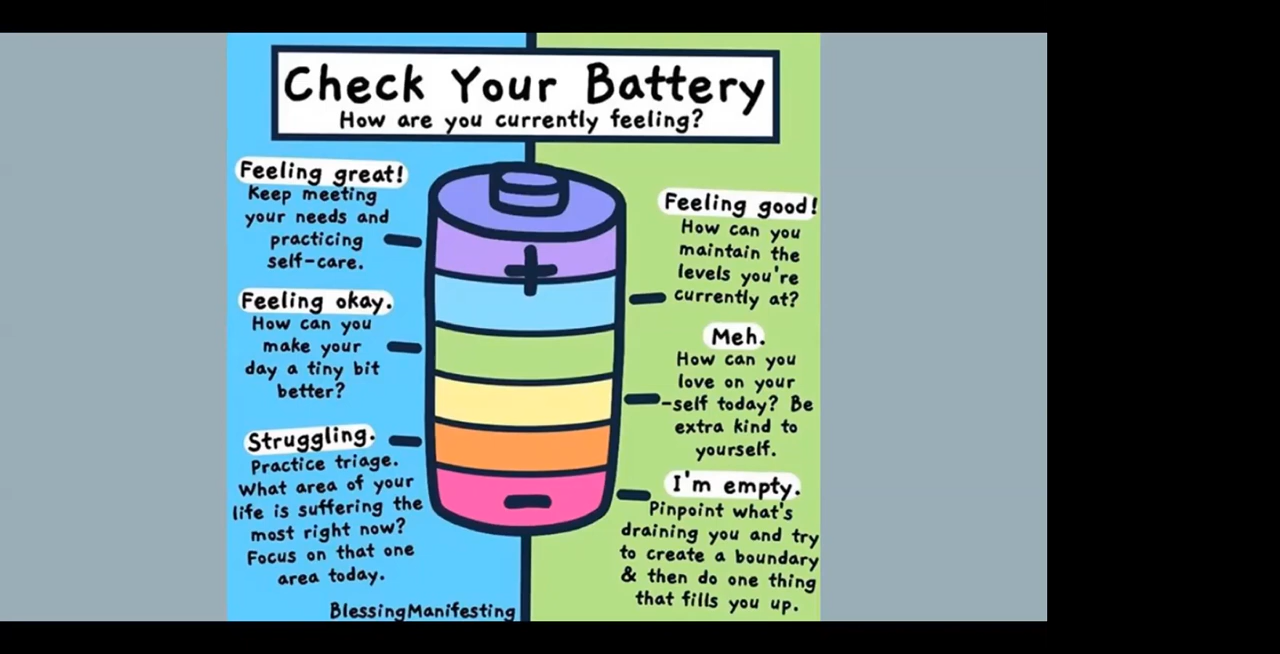 Check Your Battery
How are you currently feeling?
Feeling great!
Keep meeting
your needs and
practicing
self-care.
Feeling good!
How can you
maintain the
levels you're
currently at?
Feeling okay.
How can you
make your
day a tiny bit
better?
Meh.
How can you
love on your
-self today? Be
extra kind to
yourself.
Struggling.
Practice triage.
What area of your
life is suffering the
most right now?
Focus on that one
area today.
I'm empty.
Pinpoint what's
draining you and try
to create a boundary
& then do one thing
that fills you up.
BlessingManifesting